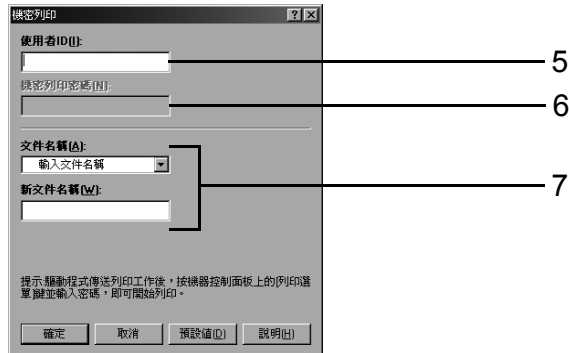 機密列印
使用者ID(I):
5
機密列印密碼(N):
6
文件名稱(A):
輸入文件名稱
7
新文件名稱(W):
提示:驅動程式傳送列印工作後，按機器控制面板上的[列印選
單]鍵並輸入密碼，即可開始列印。
確定 取消 預設值(D) 說明(H)